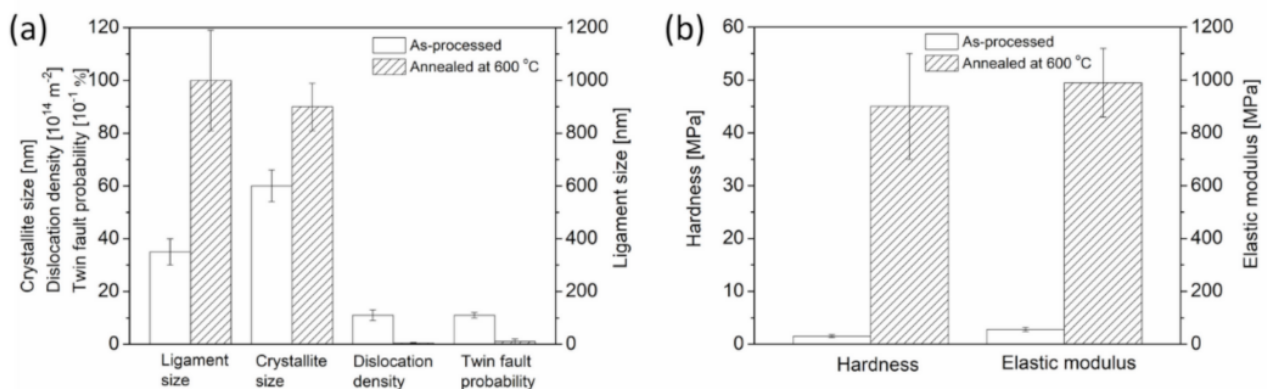 (a)
Crystallite size [nm]
Dislocation density [10¹⁴ m⁻²]
Twin fault probability [10⁻¹ %]
120
100
80
60
40
20
0
As-processed
Annealed at 600 °C
1200
1000
800
600
400
200
0
Ligament size [nm]
Ligament
size
Crystallite
size
Dislocation
density
Twin fault
probability
(b)
Hardness [MPa]
60
50
40
30
20
10
0
As-processed
Annealed at 600 °C
1200
1000
800
600
400
200
0
Elastic modulus [MPa]
Hardness
Elastic modulus